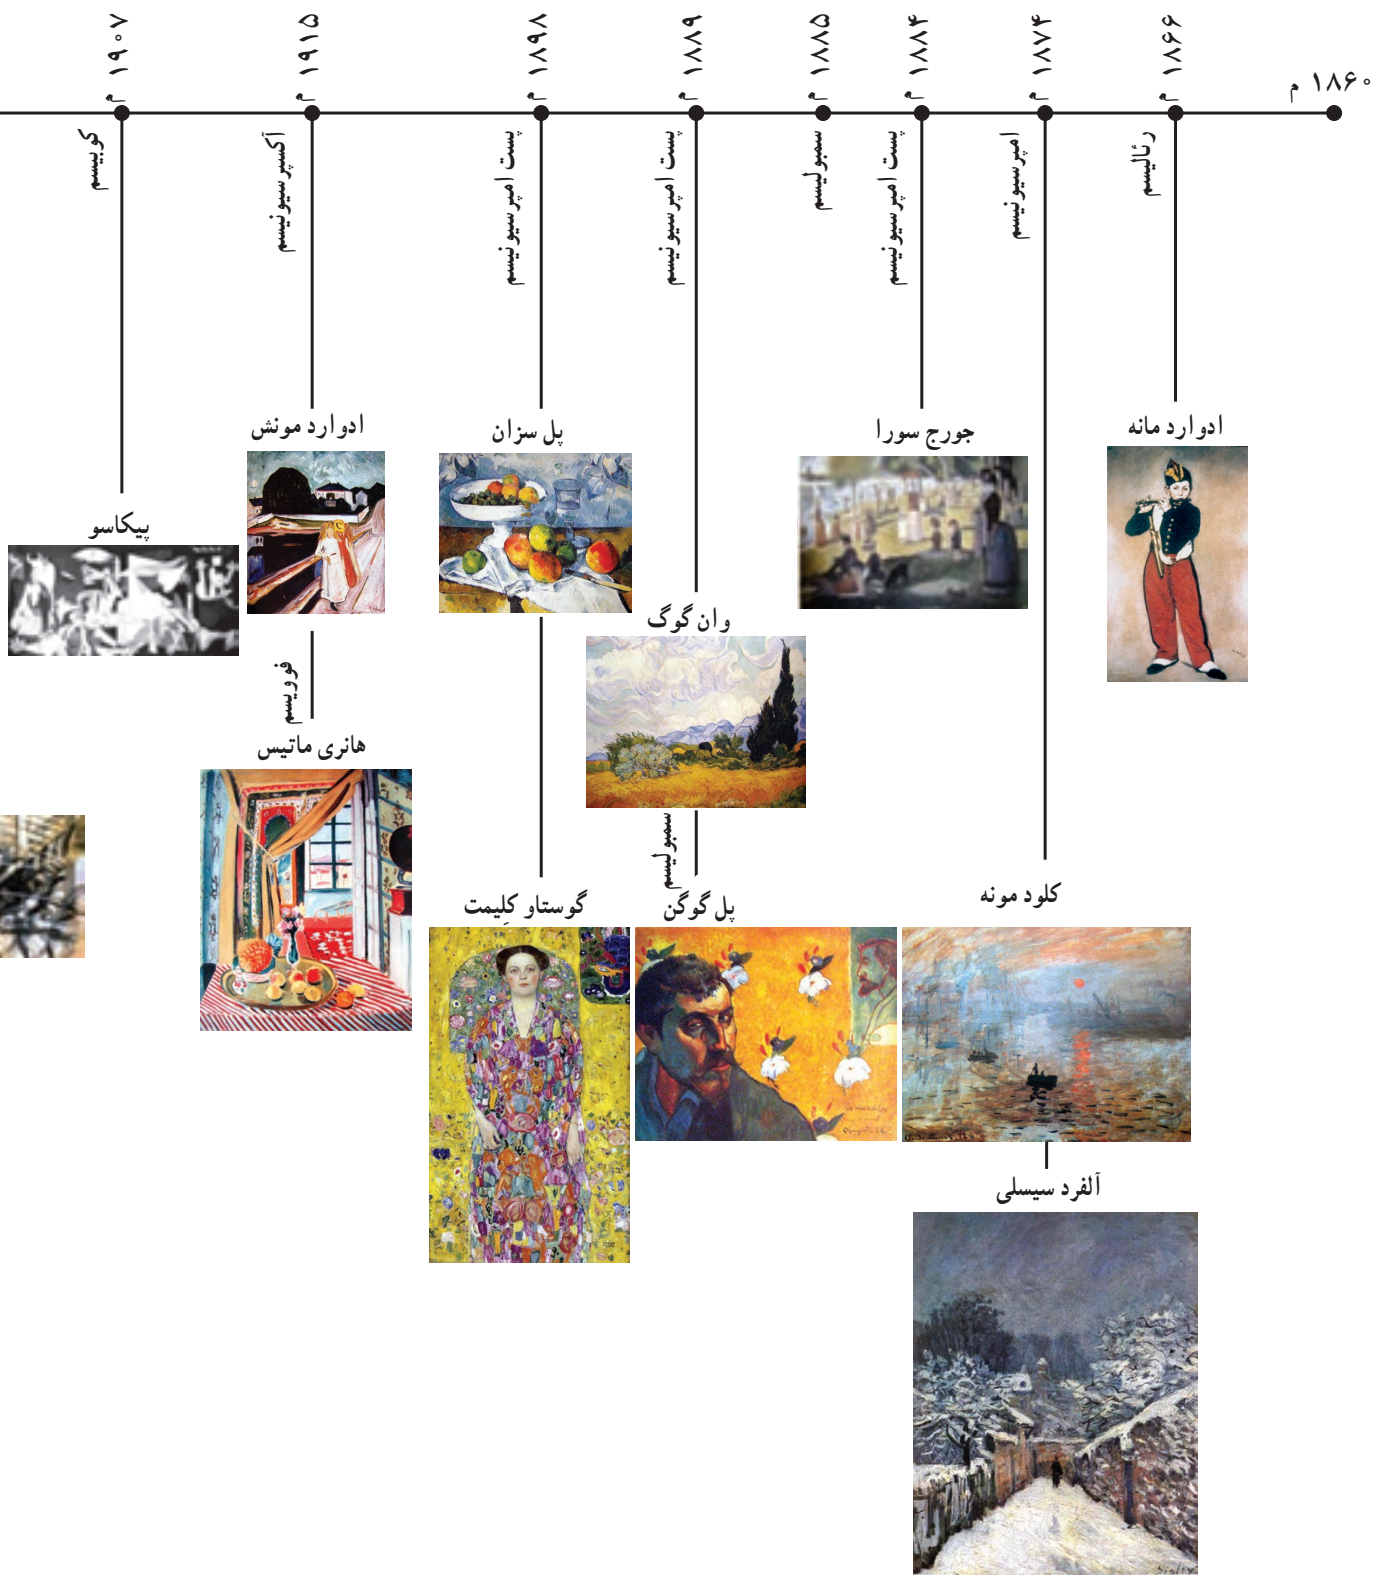 ۱۸۶۰ م
۱۸۶۶ م
رئالیسم
ادوارد مانه
۱۸۷۴ م
امپرسیونیسم
کلود مونه
آلفرد سیسلی
۱۸۸۴ م
پست امپرسیونیسم
جورج سورا
۱۸۸۵ م
سمبولیسم
۱۸۸۹ م
پست امپرسیونیسم
وان گوگ
سمبولیسم
پل گوگن
۱۸۹۸ م
پست امپرسیونیسم
پل سزان
گوستاو کلِیمت
۱۹۱۵ م
آکسپرسیونیسم
ادوارد مونش
فوویسم
هانری ماتیس
۱۹۰۷ م
کوبیسم
پیکاسو